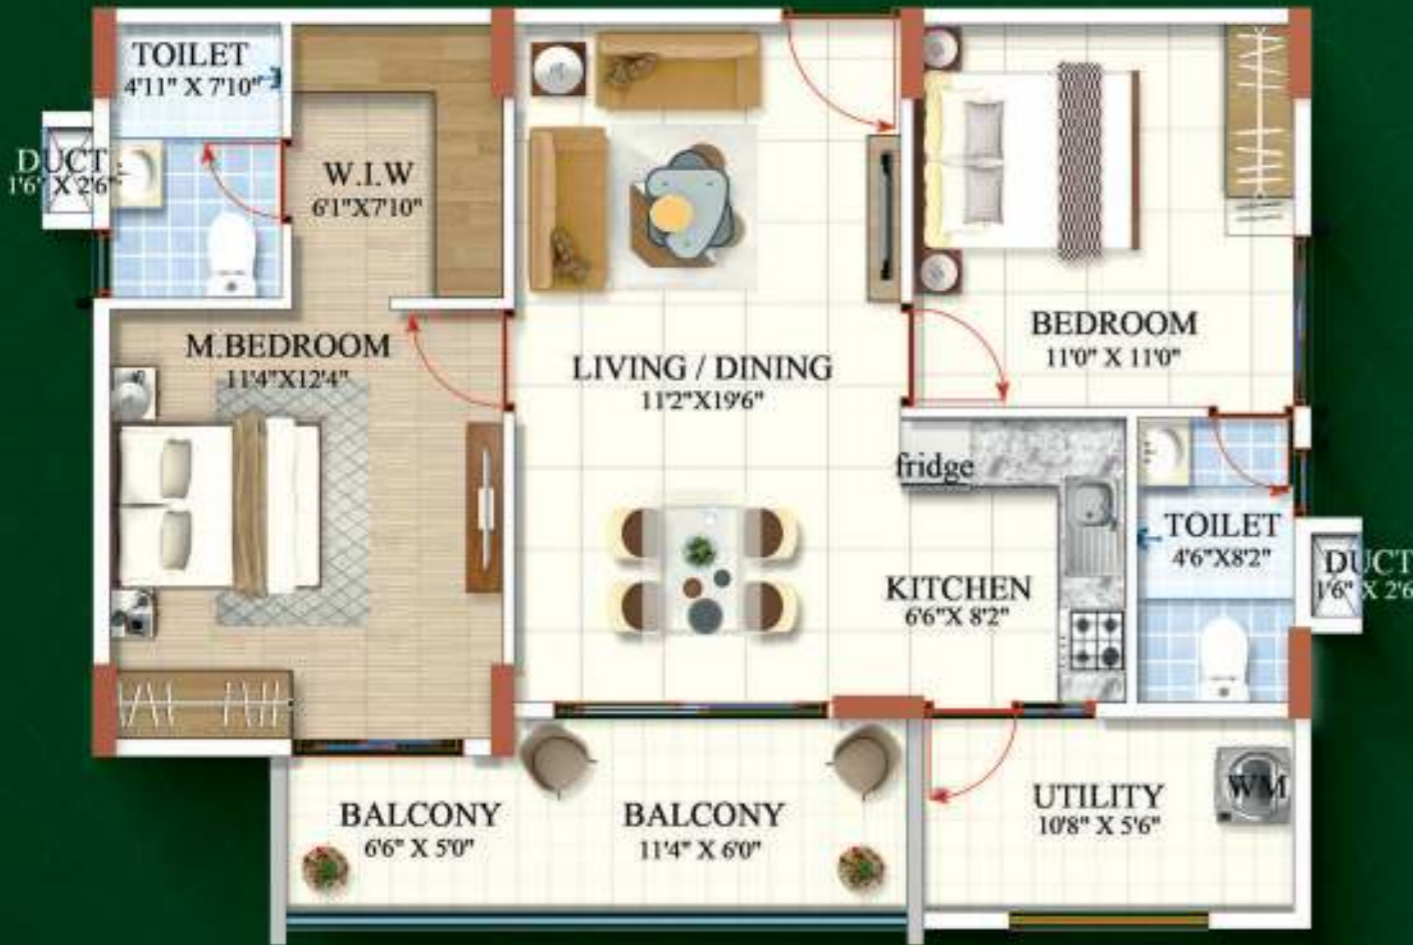 TOILET
4'11" X 7'10"
DUCT
1'6" X 2'6"
W.I.W
6'1"X7'10"
M.BEDROOM
11'4"X12'4"
LIVING / DINING
11'2"X19'6"
BEDROOM
11'0" X 11'0"
fridge
KITCHEN
6'6"X 8'2"
TOILET
4'6"X8'2"
DUCT
1'6" X 2'6
BALCONY
6'6" X 5'0"
BALCONY
11'4" X 6'0"
UTILITY
10'8" X 5'6"
WM